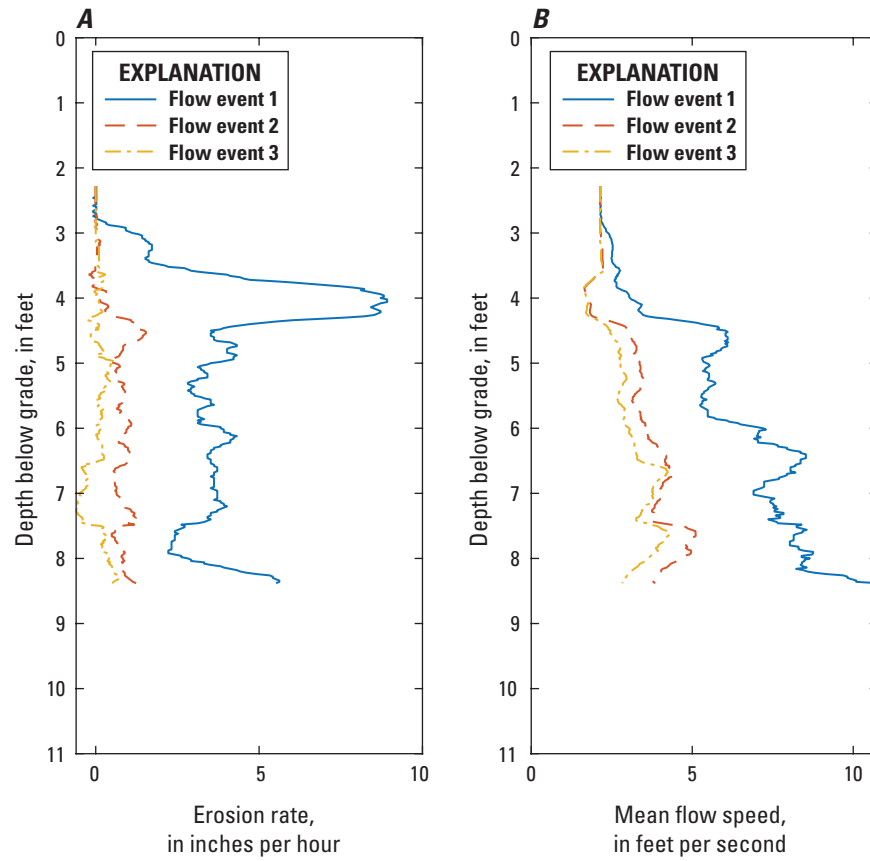 A
0
1
2
3
4
5
6
7
8
9
10
11
Depth below grade, in feet
EXPLANATION
Flow event 1
Flow event 2
Flow event 3
0
5
10
Erosion rate,
in inches per hour
B
0
1
2
3
4
5
6
7
8
9
10
11
Depth below grade, in feet
EXPLANATION
Flow event 1
Flow event 2
Flow event 3
0
5
10
Mean flow speed,
in feet per second